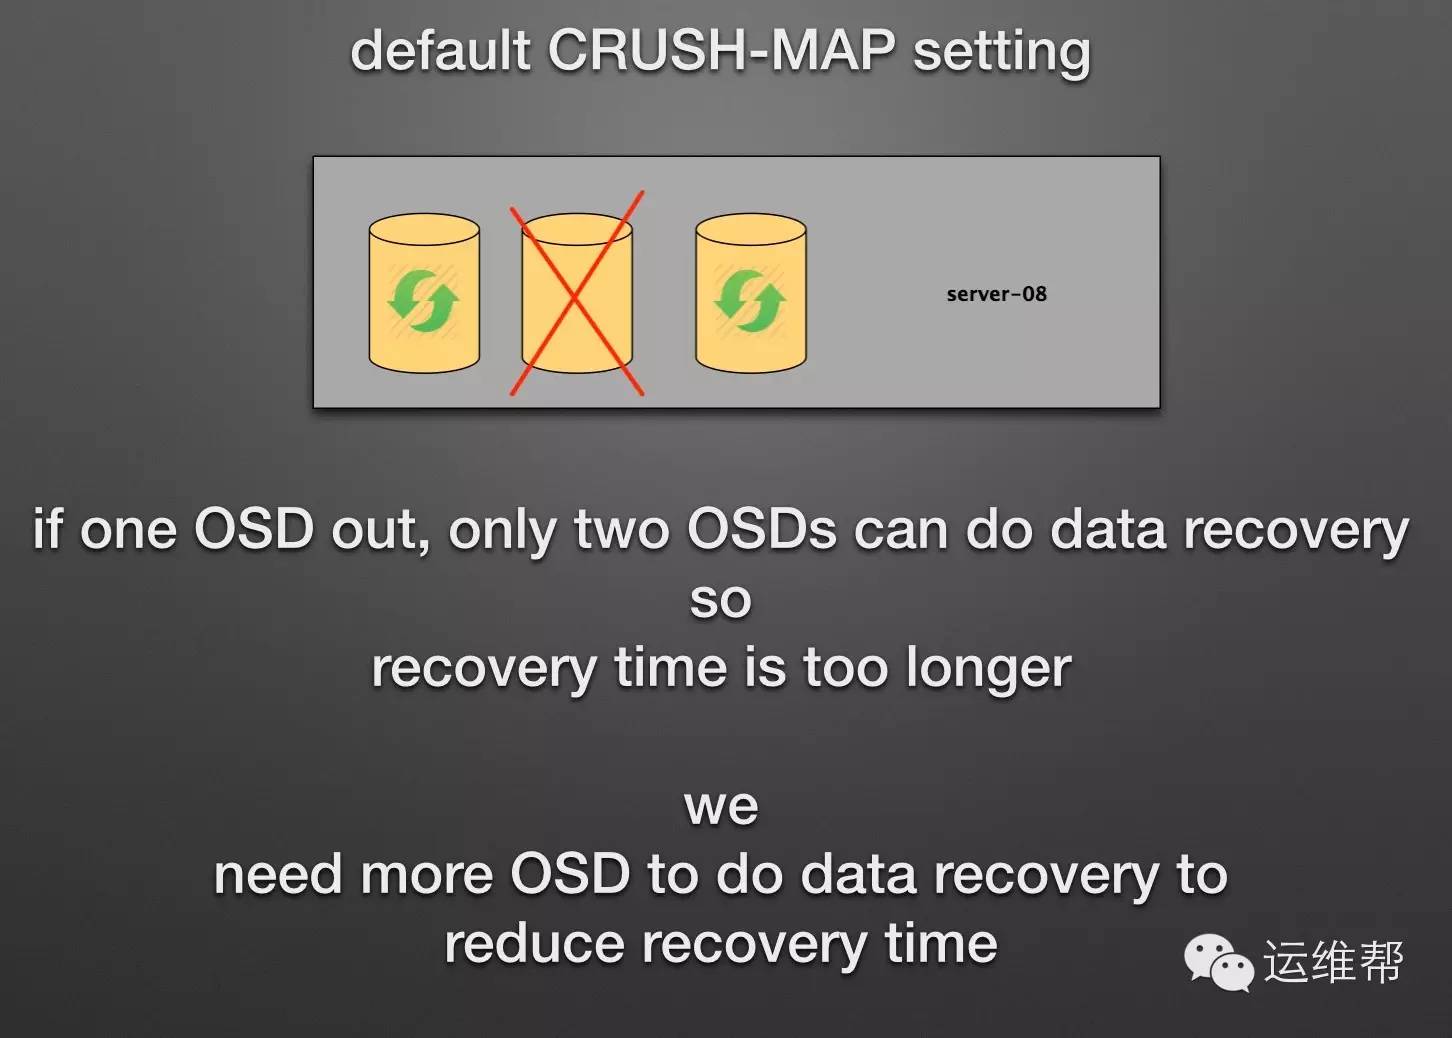 default CRUSH-MAP setting
server-08
if one OSD out, only two OSDs can do data recovery
so
recovery time is too longer
we
need more OSD to do data recovery to
reduce recovery time
运维帮